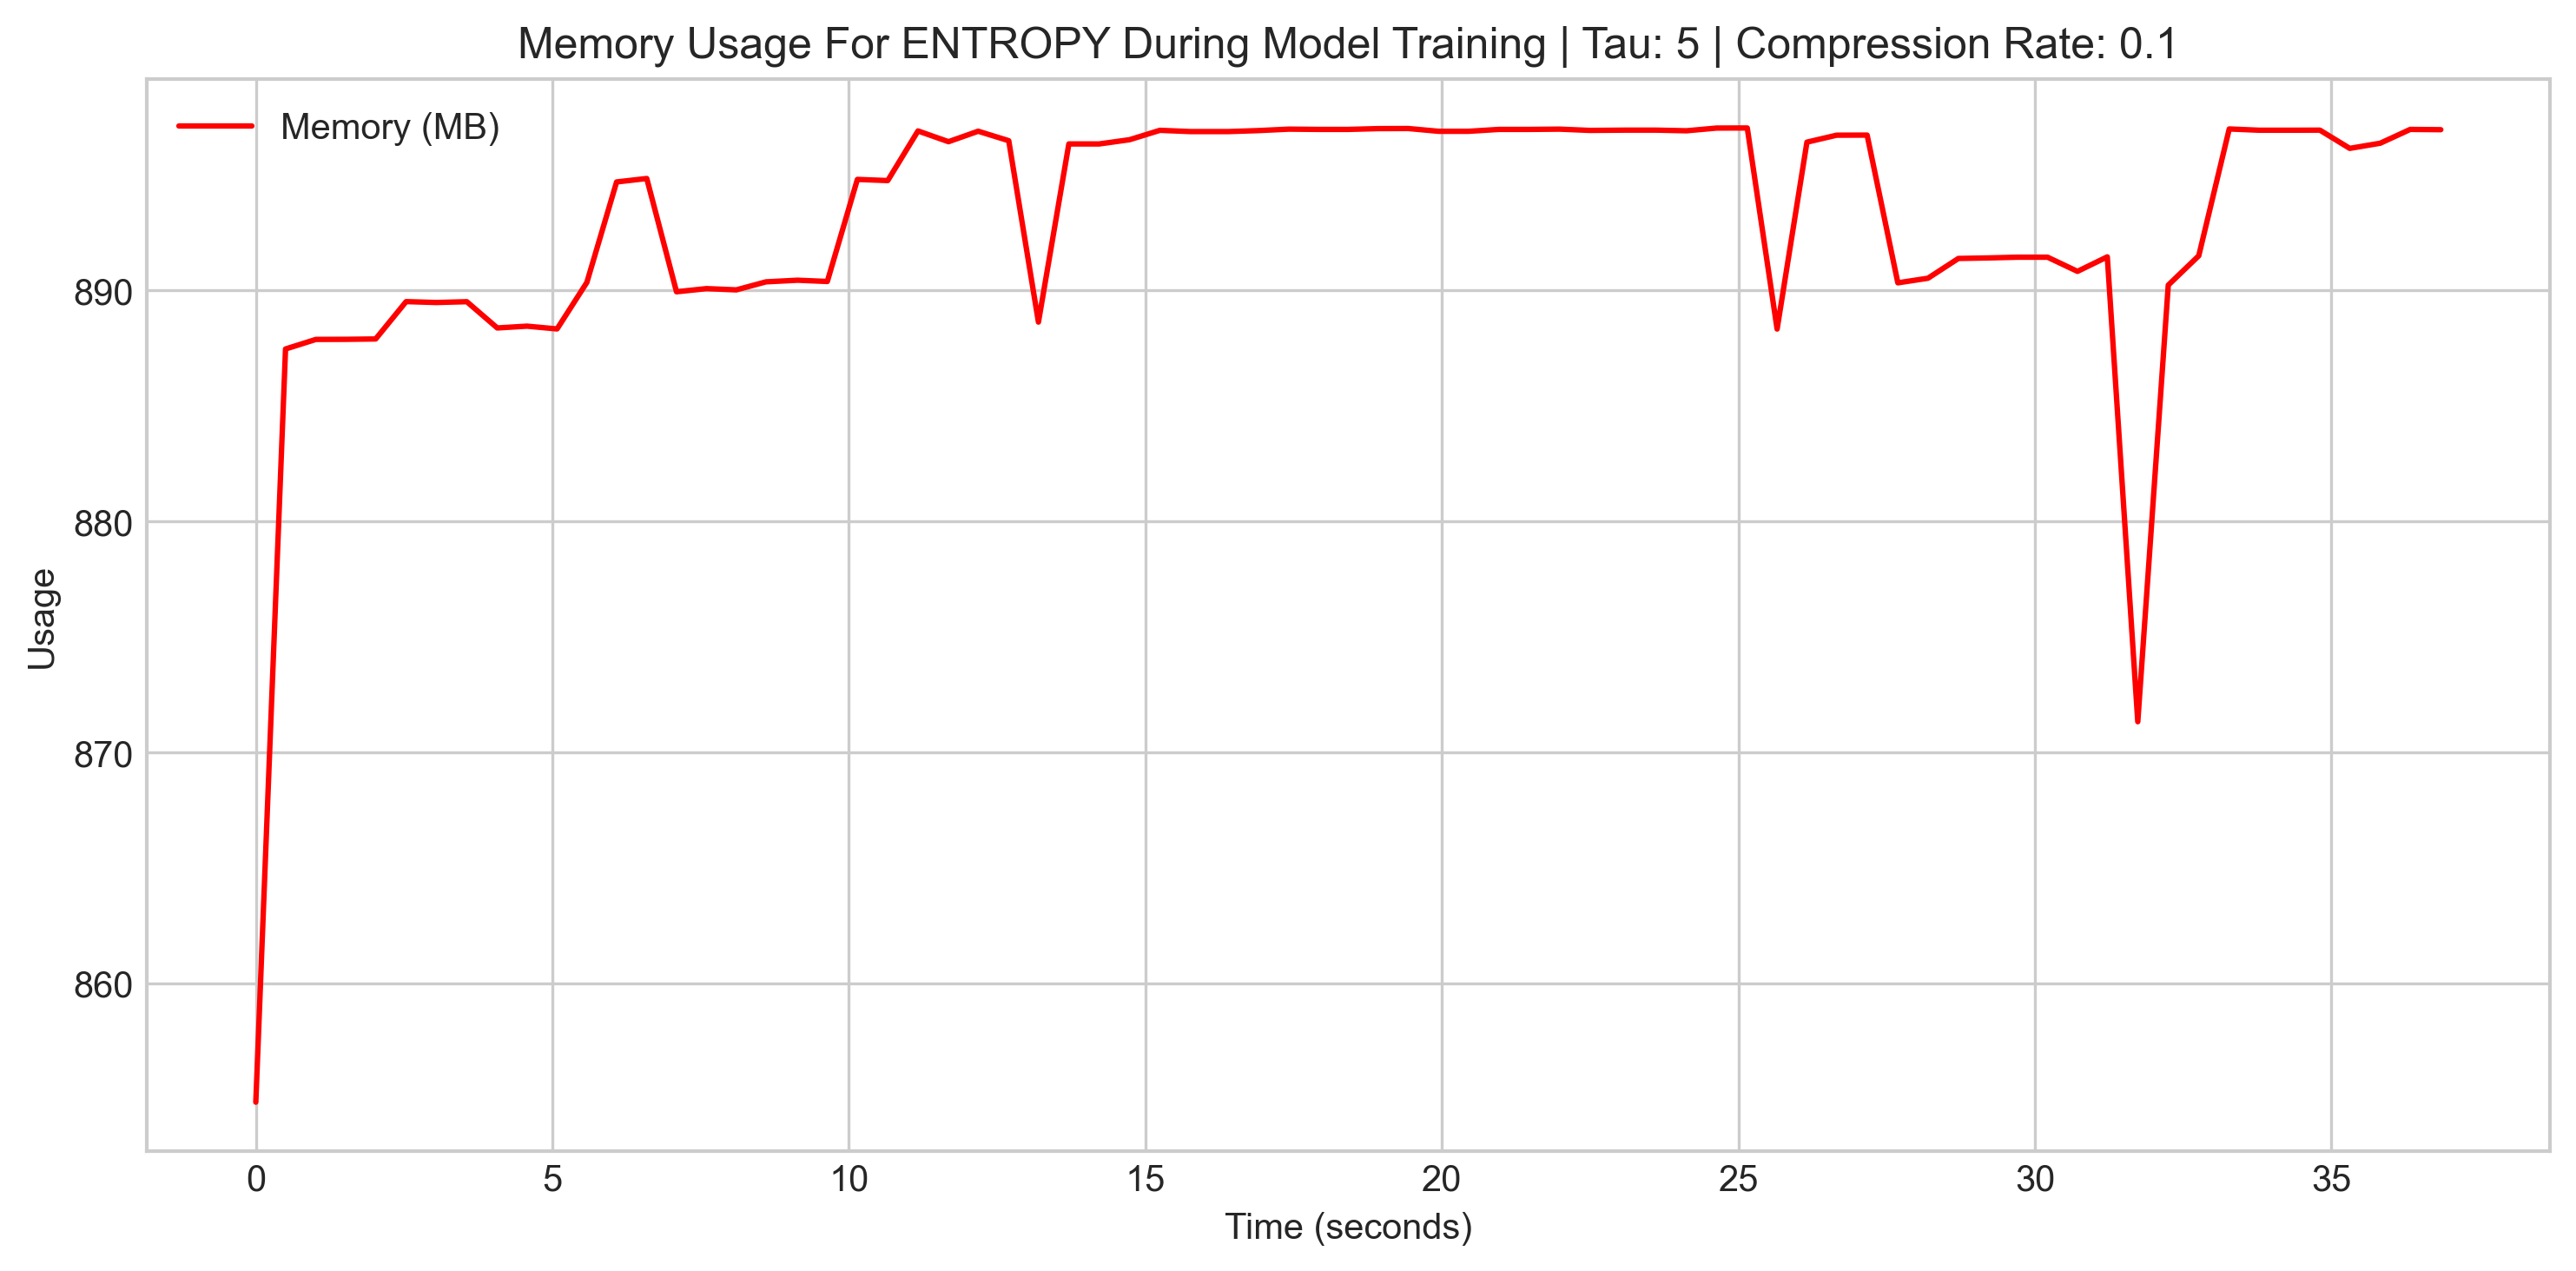 Memory Usage For ENTROPY During Model Training | Tau: 5 | Compression Rate: 0.1
Memory (MB)
890
880
870
860
Usage
0 5 10 15 20 25 30 35
Time (seconds)